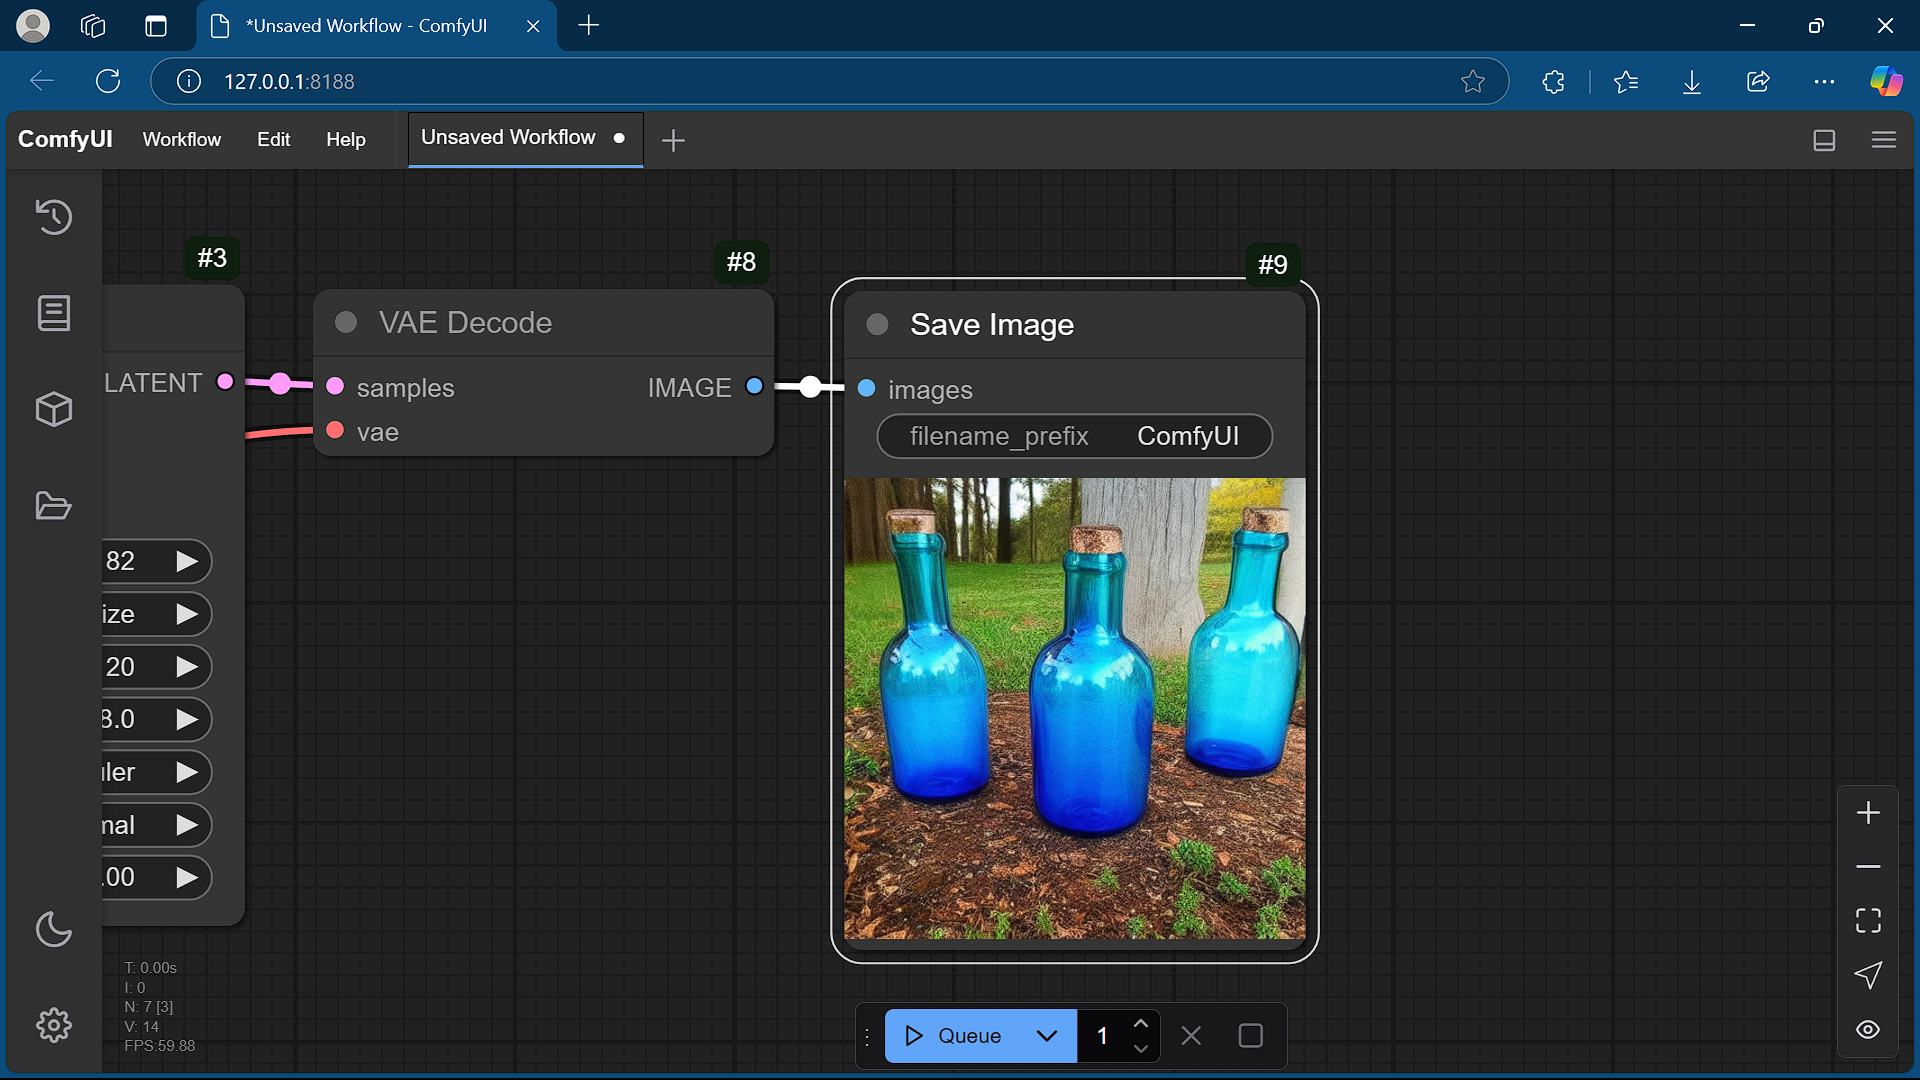 *Unsaved Workflow - ComfyUI
127.0.0.1:8188
ComfyUI Workflow Edit Help Unsaved Workflow
#3 #8 #9
VAE Decode Save Image
LATENT samples IMAGE images
vae filename_prefix ComfyUI
82
ize
20
8.0
ler
mal
.00
T: 0.00s
I: 0
N: 7 [3]
V: 14
FPS:59.88
Queue 1